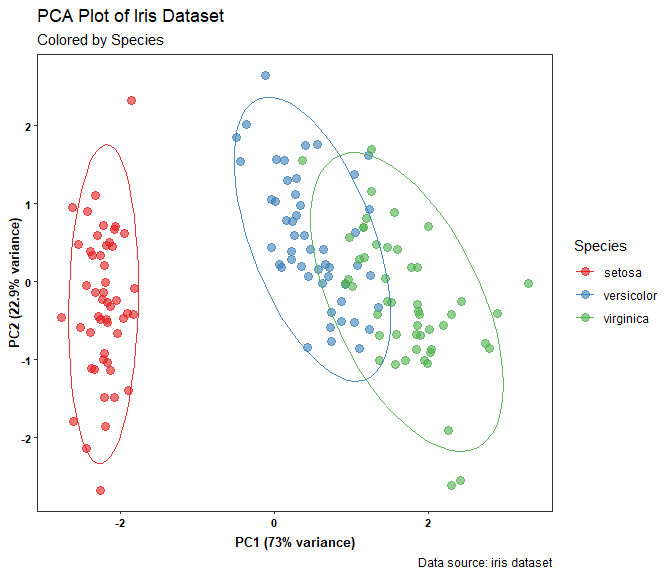 PCA Plot of Iris Dataset
Colored by Species
2
1
0
-1
-2
PC2 (22.9% variance)
-2
0
2
PC1 (73% variance)
Species
setosa
versicolor
virginica
Data source: iris dataset